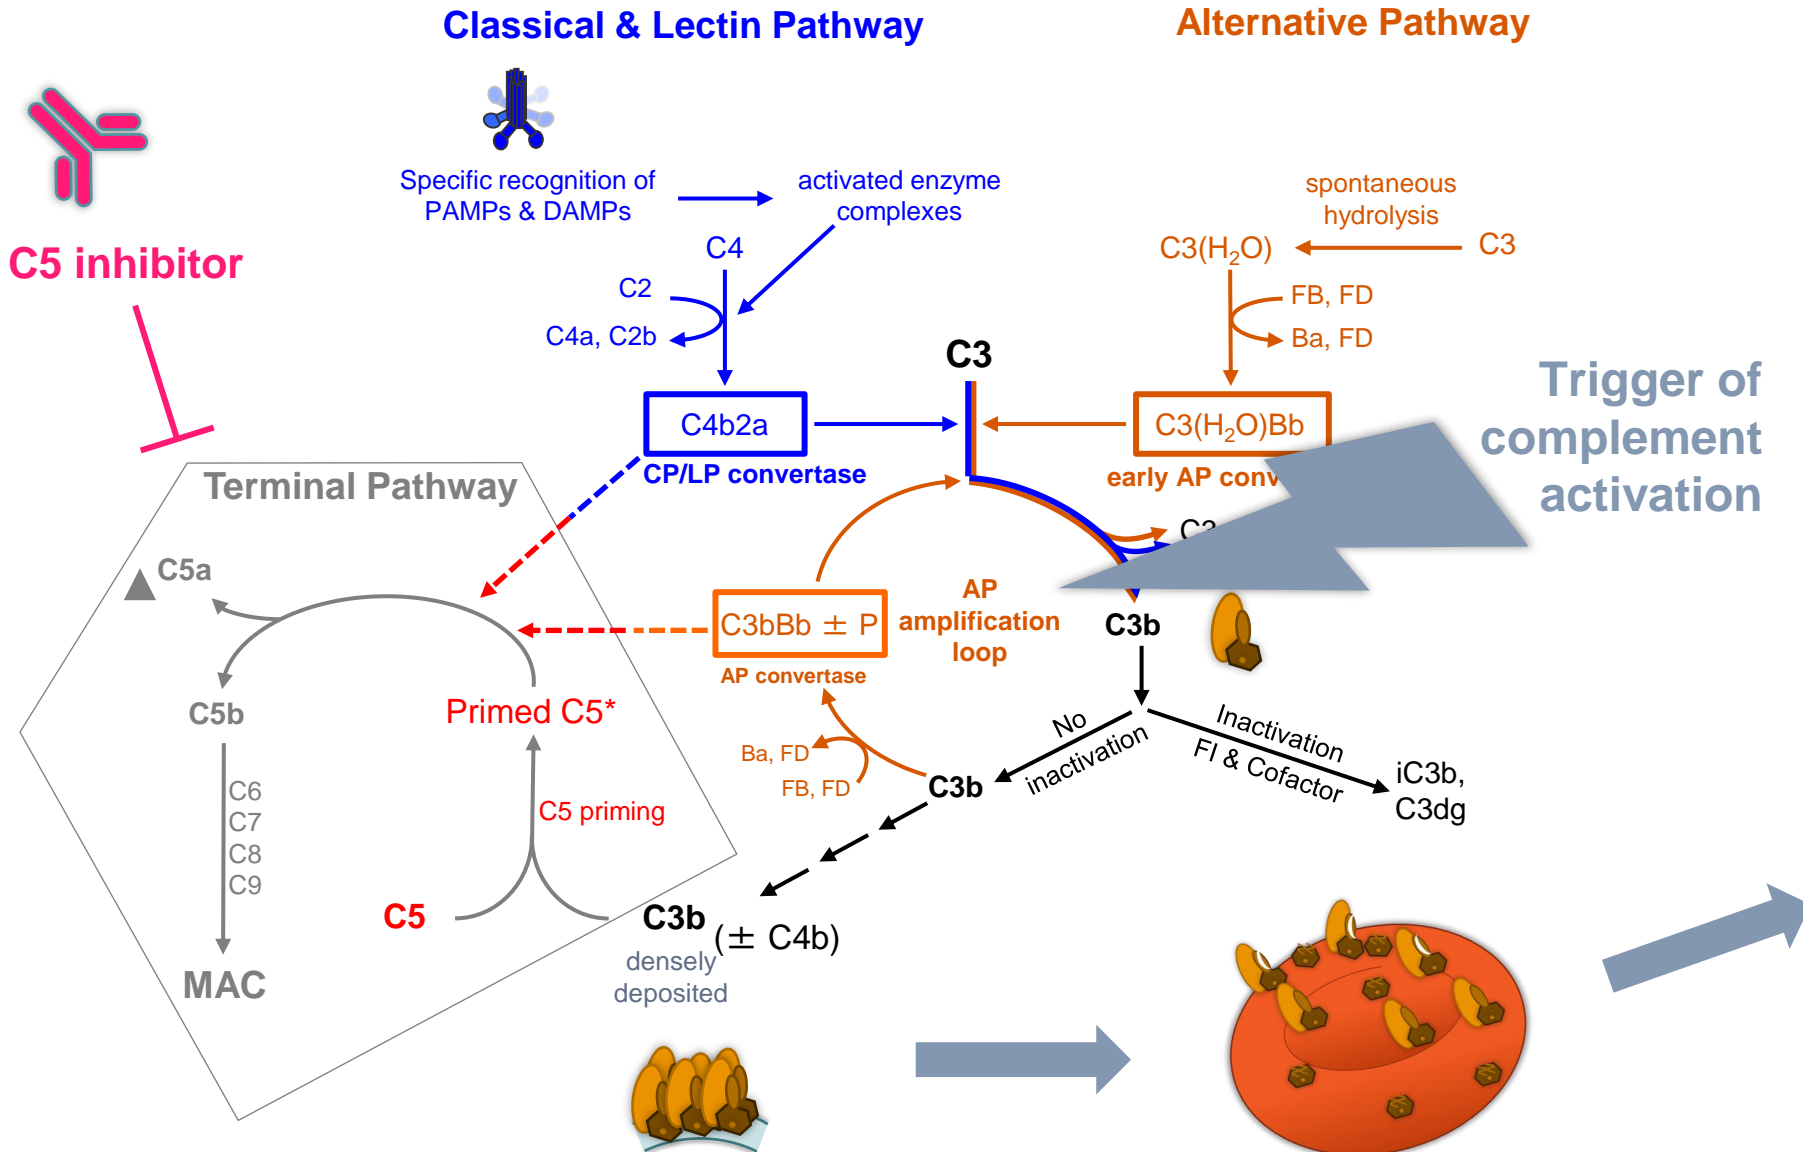 Classical & Lectin Pathway
Alternative Pathway
Specific recognition of
PAMPs & DAMPs
activated enzyme
complexes
spontaneous
hydrolysis
C5 inhibitor
C4
C3(H₂O)
C3
C2
FB, FD
C4a, C2b
Ba, FD
C3
Trigger of
complement
activation
C4b2a
C3(H₂O)Bb
CP/LP convertase
early AP
Terminal Pathway
C5a
C3bBb ± P
AP
amplification
loop
C3b
AP convertase
C5b
Primed C5*
No
inactivation
Inactivation
FI & Cofactor
Ba, FD
FB, FD
C3b
iC3b,
C3dg
C6
C7
C8
C9
C5 priming
C5
C3b
(± C4b)
densely
deposited
MAC